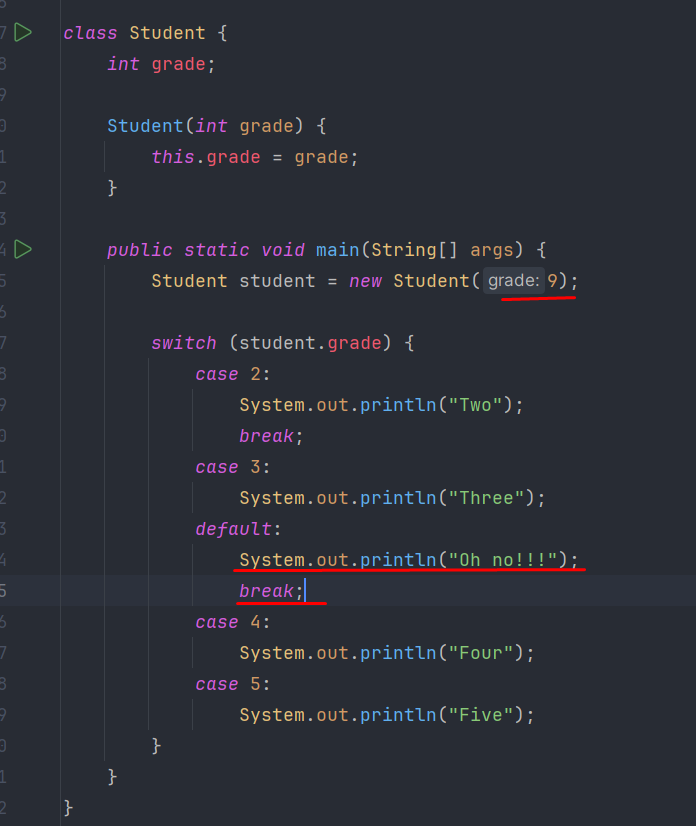 class Student {
int grade;
Student(int grade) {
this.grade = grade;
}
public static void main(String[] args) {
Student student = new Student( grade: 9);
switch (student.grade) {
case 2:
System.out.println("Two");
break;
case 3:
System.out.println("Three");
default:
System.out.println("Oh no!!!");
break;
case 4:
System.out.println("Four");
case 5:
System.out.println("Five");
}
}
}